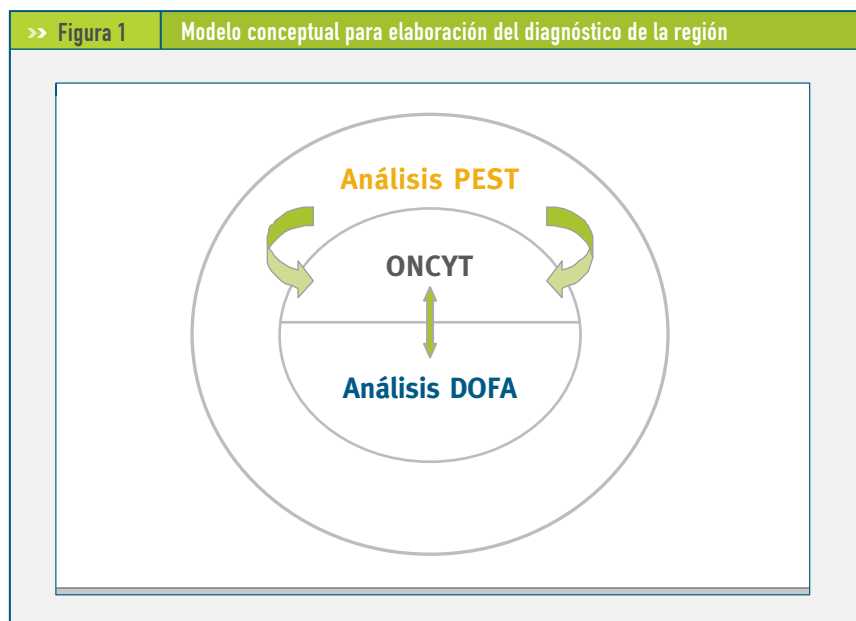 >> Figura 1 Modelo conceptual para elaboración del diagnóstico de la región
Análisis PEST
ONCYT
Análisis DOFA